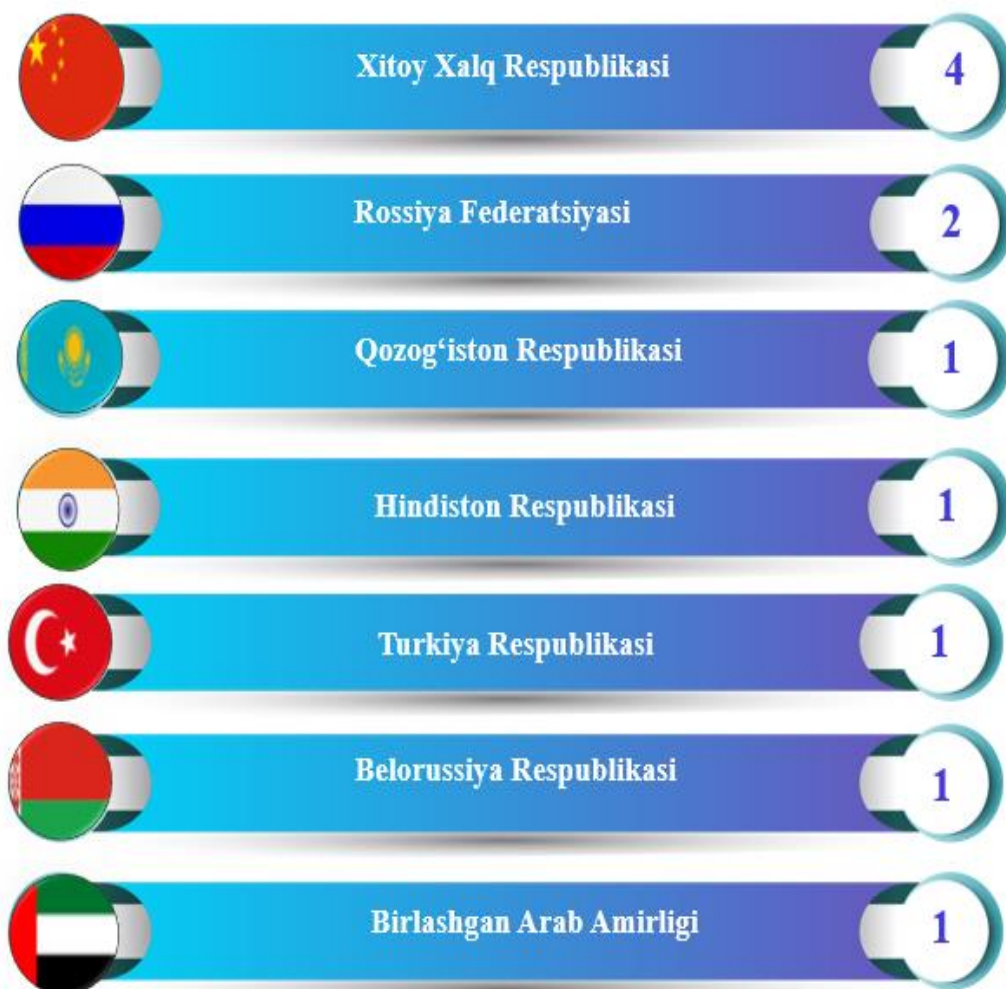 Xitoy Xalq Respublikasi 4
Rossiya Federatsiyasi 2
Qozog‘iston Respublikasi 1
Hindiston Respublikasi 1
Turkiya Respublikasi 1
Belorussiya Respublikasi 1
Birlashgan Arab Amirligi 1